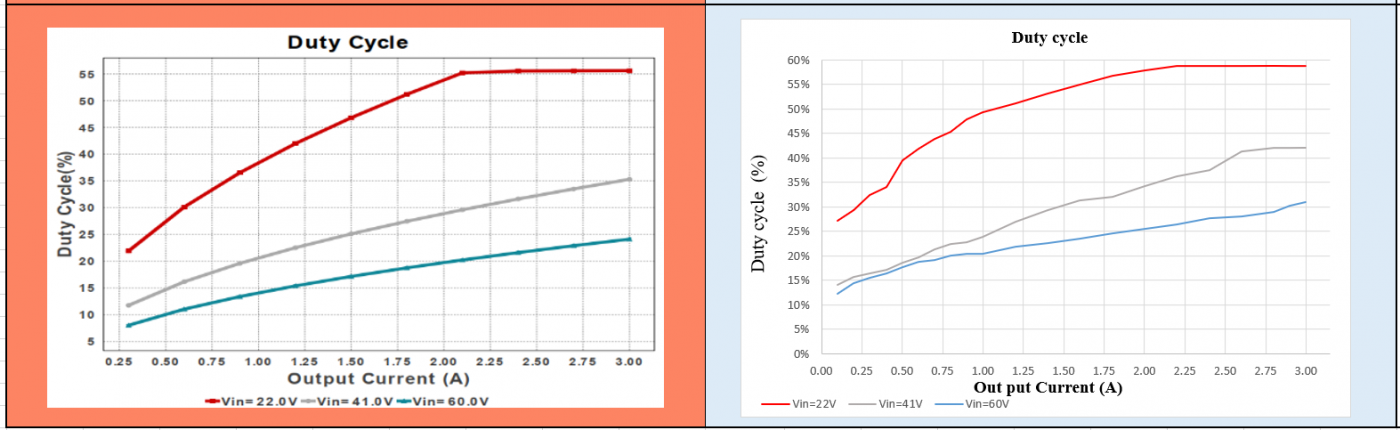 Duty Cycle
55
50
45
40
35
30
25
20
15
10
5
Duty Cycle(%)
0.25 0.50 0.75 1.00 1.25 1.50 1.75 2.00 2.25 2.50 2.75 3.00
Output Current (A)
Vin= 22.0V Vin= 41.0V Vin= 60.0V
Duty cycle
60%
55%
50%
45%
40%
35%
30%
25%
20%
15%
10%
5%
0%
Duty cycle (%)
0.00 0.25 0.50 0.75 1.00 1.25 1.50 1.75 2.00 2.25 2.50 2.75 3.00
Out put Current (A)
Vin=22V Vin=41V Vin=60V